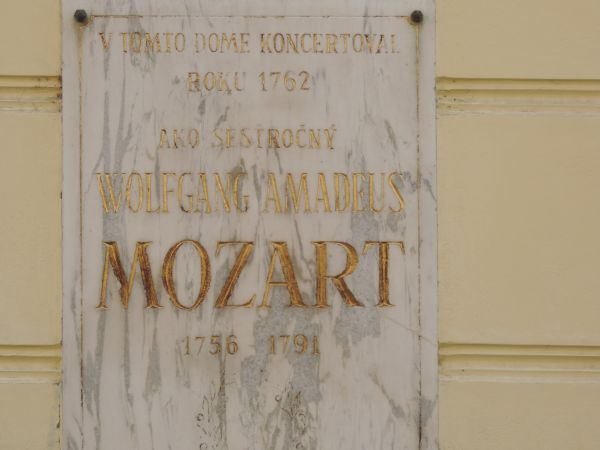 V TOMTO DOME KONCERTOVAL
ROKU 1762
AKO ŠESŤROČNÝ
WOLFGANG AMADEUS
MOZART
1756 - 1791